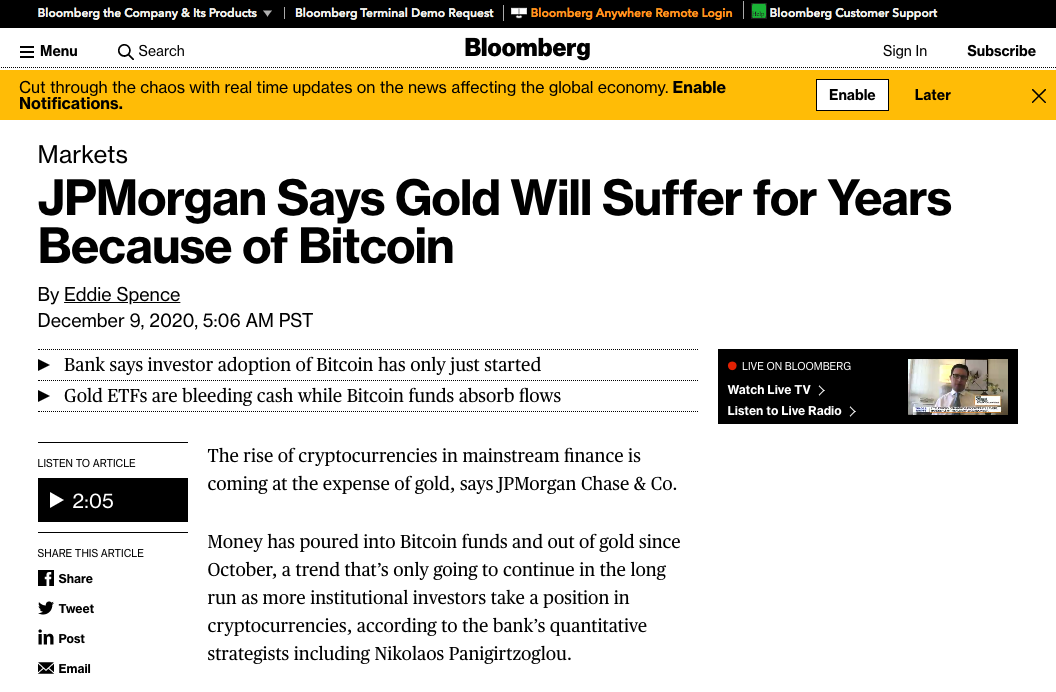 Bloomberg the Company & Its Products
Bloomberg Terminal Demo Request
Bloomberg Anywhere Remote Login
Bloomberg Customer Support
Menu
Search
Bloomberg
Sign In
Subscribe
Cut through the chaos with real time updates on the news affecting the global economy. Enable
Notifications.
Enable
Later
Markets
JPMorgan Says Gold Will Suffer for Years
Because of Bitcoin
By Eddie Spence
December 9, 2020, 5:06 AM PST
Bank says investor adoption of Bitcoin has only just started
Gold ETFs are bleeding cash while Bitcoin funds absorb flows
LIVE ON BLOOMBERG
Watch Live TV
Listen to Live Radio
LISTEN TO ARTICLE
2:05
SHARE THIS ARTICLE
Share
Tweet
Post
Email
The rise of cryptocurrencies in mainstream finance is
coming at the expense of gold, says JPMorgan Chase & Co.
Money has poured into Bitcoin funds and out of gold since
October, a trend that’s only going to continue in the long
run as more institutional investors take a position in
cryptocurrencies, according to the bank’s quantitative
strategists including Nikolaos Panigirtzoglou.